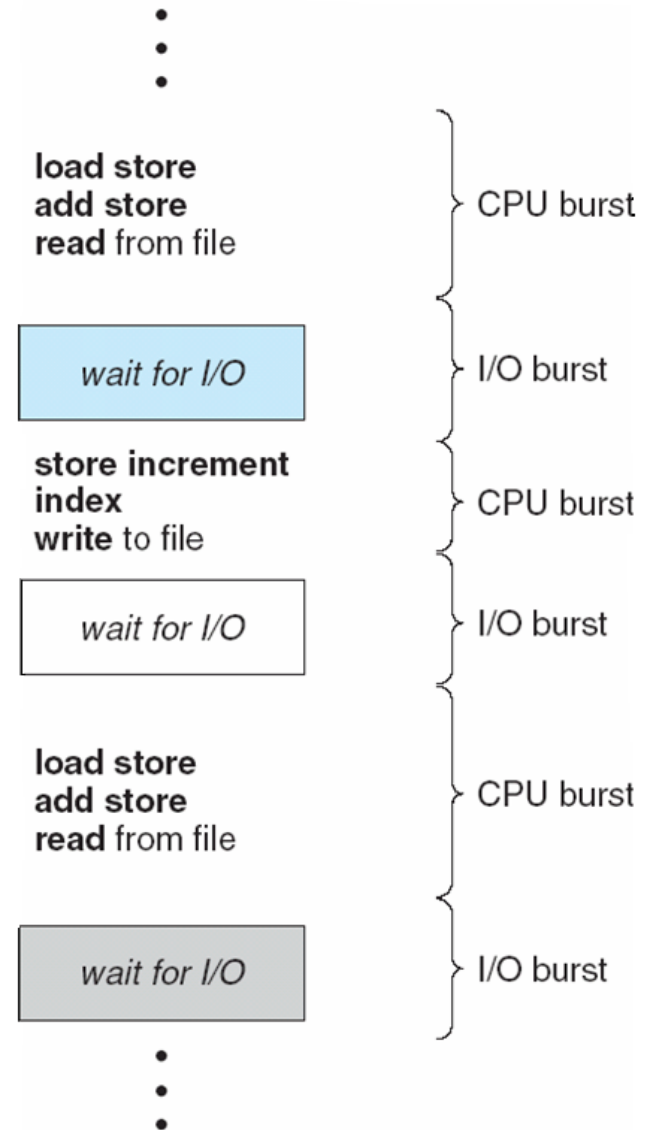 load store
add store
read from file
CPU burst
wait for I/O
I/O burst
store increment
index
write to file
CPU burst
wait for I/O
I/O burst
load store
add store
read from file
CPU burst
wait for I/O
I/O burst